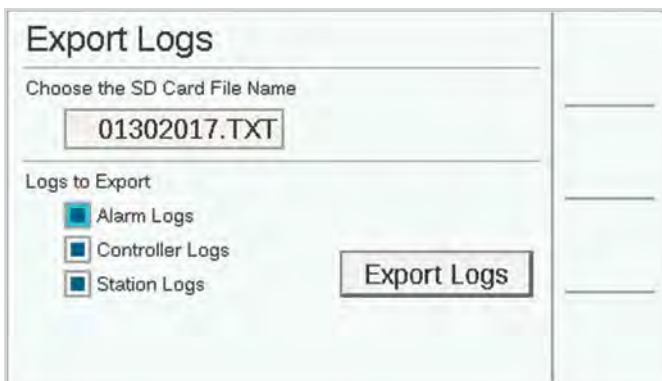 Export Logs
Choose the SD Card File Name
01302017.TXT
Logs to Export
Alarm Logs
Controller Logs
Station Logs
Export Logs